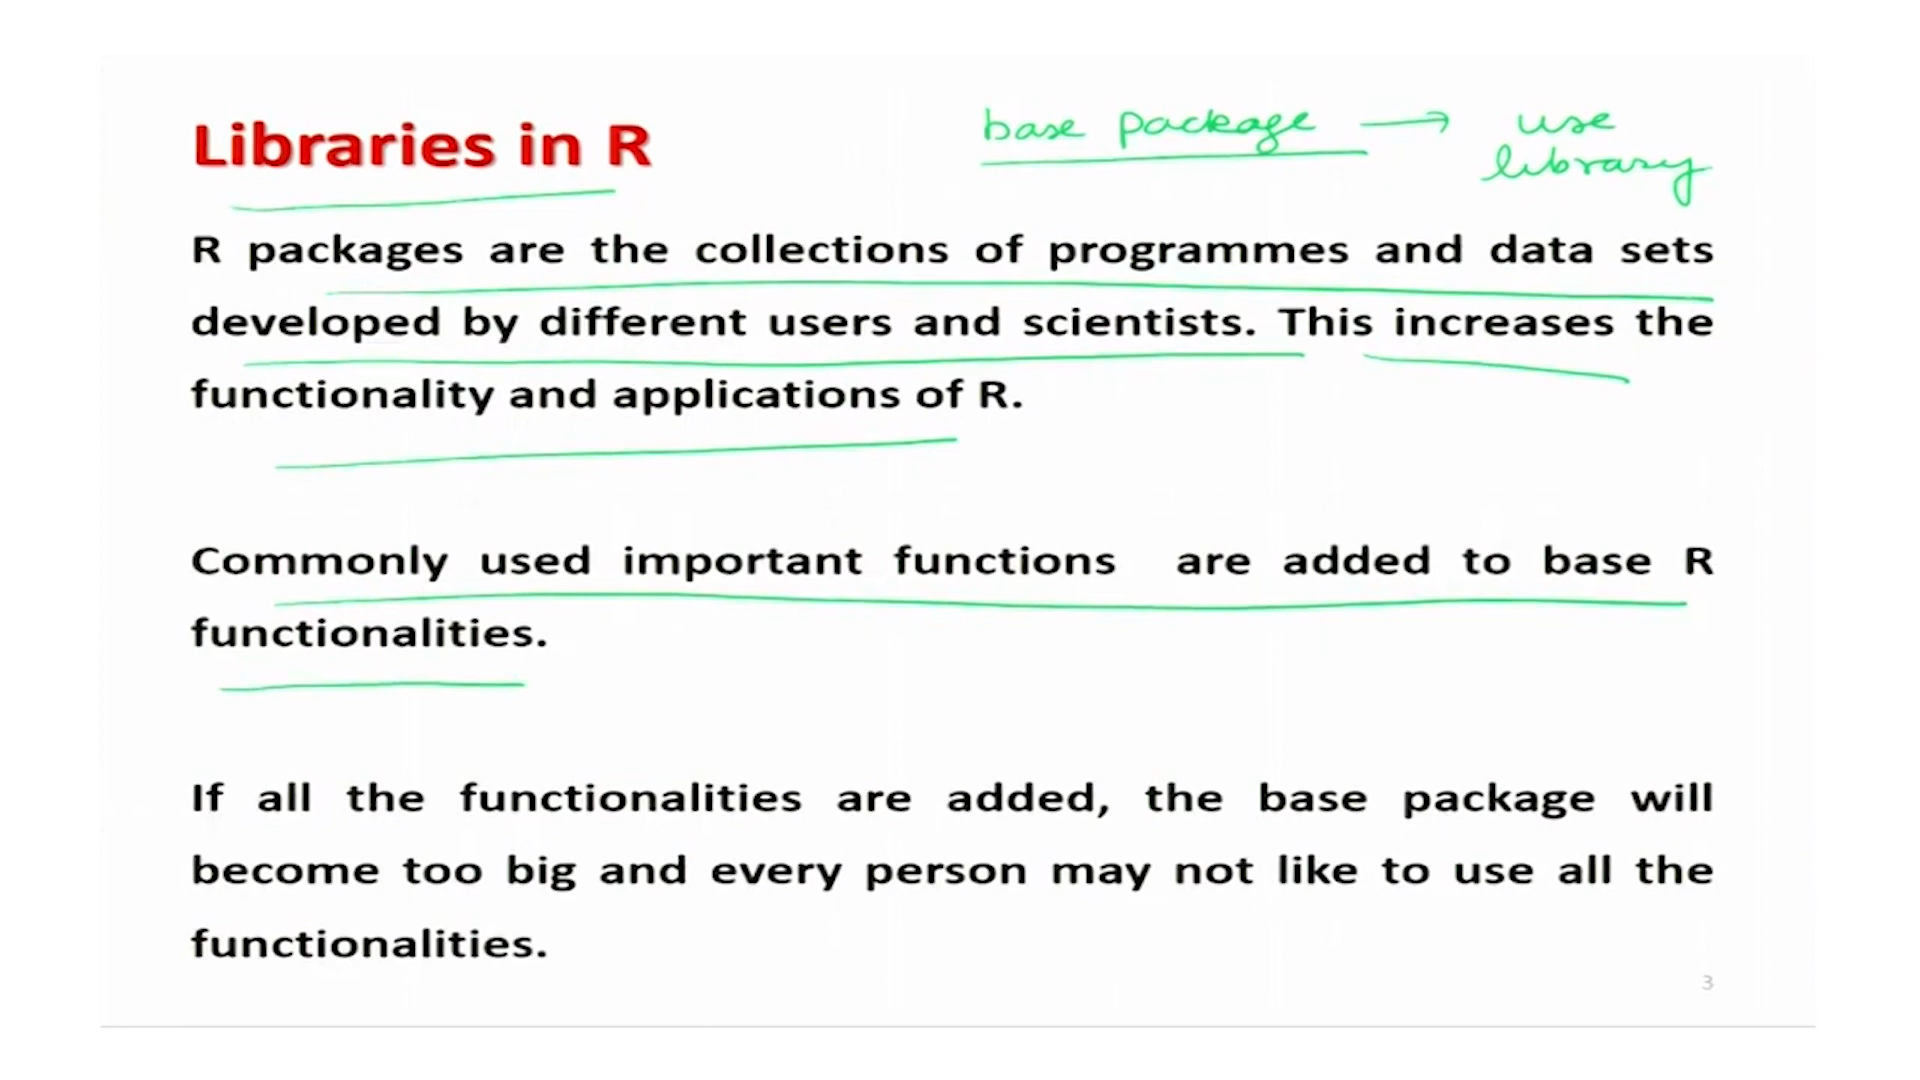 Libraries in R
base package → use
library
R packages are the collections of programmes and data sets
developed by different users and scientists. This increases the
functionality and applications of R.
Commonly used important functions are added to base R
functionalities.
If all the functionalities are added, the base package will
become too big and every person may not like to use all the
functionalities.
3